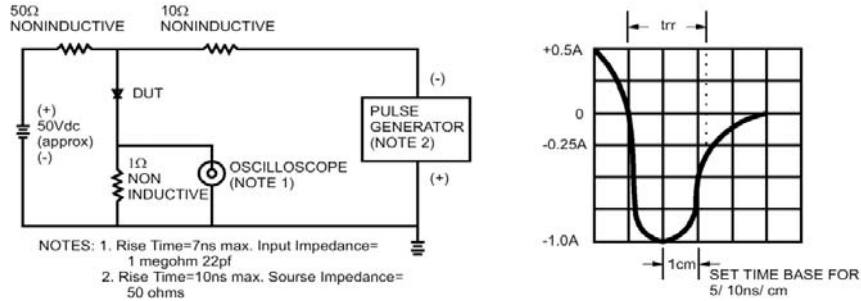 50Ω
NONINDUCTIVE
10Ω
NONINDUCTIVE
DUT
(+)
50Vdc
(approx)
(-)
1Ω
NON
INDUCTIVE
OSCILLOSCOPE
(NOTE 1)
(-)
PULSE
GENERATOR
(NOTE 2)
(+)
NOTES: 1. Rise Time=7ns max. Input Impedance=
1 megohm 22pf
2. Rise Time=10ns max. Sourse Impedance=
50 ohms
trr
+0.5A
0
-0.25A
-1.0A
1cm
SET TIME BASE FOR
5/ 10ns/ cm